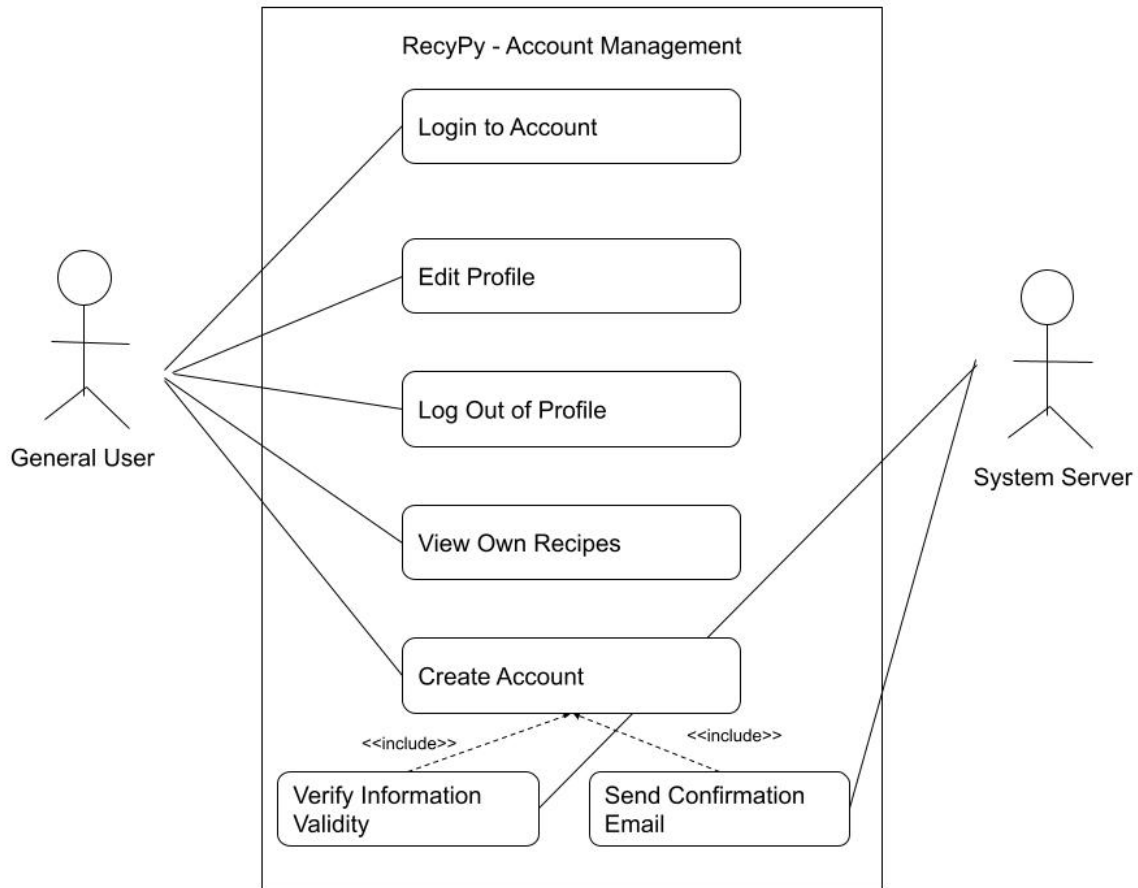 RecyPy - Account Management
Login to Account
Edit Profile
Log Out of Profile
General User
System Server
View Own Recipes
Create Account
<<include>>
<<include>>
Verify Information
Validity
Send Confirmation
Email